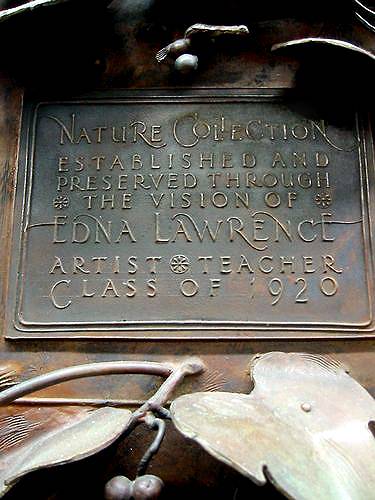 NATURE COLLECTION
ESTABLISHED AND
PRESERVED THROUGH
THE VISION OF
EDNA LAWRENCE
ARTIST TEACHER
CLASS OF 1920